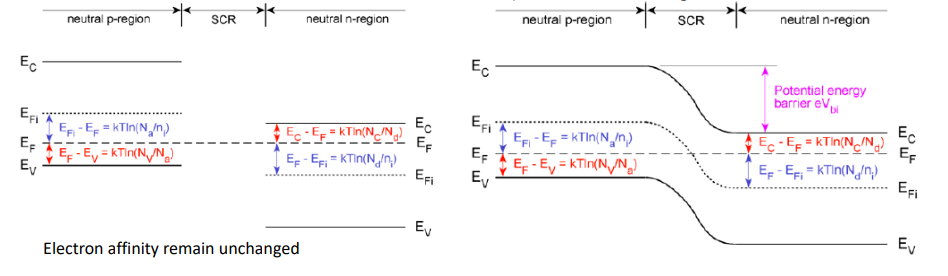 neutral p-region SCR neutral n-region
E_C
E_Fi
E_Fi - E_F = kTln(N_a/n_i)
E_F
E_F - E_V = kTln(N_V/N_a)
E_V
E_C
E_C - E_F = kTln(N_C/N_d)
E_F
E_F - E_Fi = kTln(N_d/n_i)
E_Fi
E_V
Electron affinity remain unchanged
neutral p-region SCR neutral n-region
E_C
Potential energy
barrier eV_bi
E_Fi
E_Fi - E_F = kTln(N_a/n_i)
E_F
E_F - E_V = kTln(N_V/N_a)
E_V
E_C
E_C - E_F = kTln(N_C/N_d)
E_F
E_F - E_Fi = kTln(N_d/n_i)
E_Fi
E_V